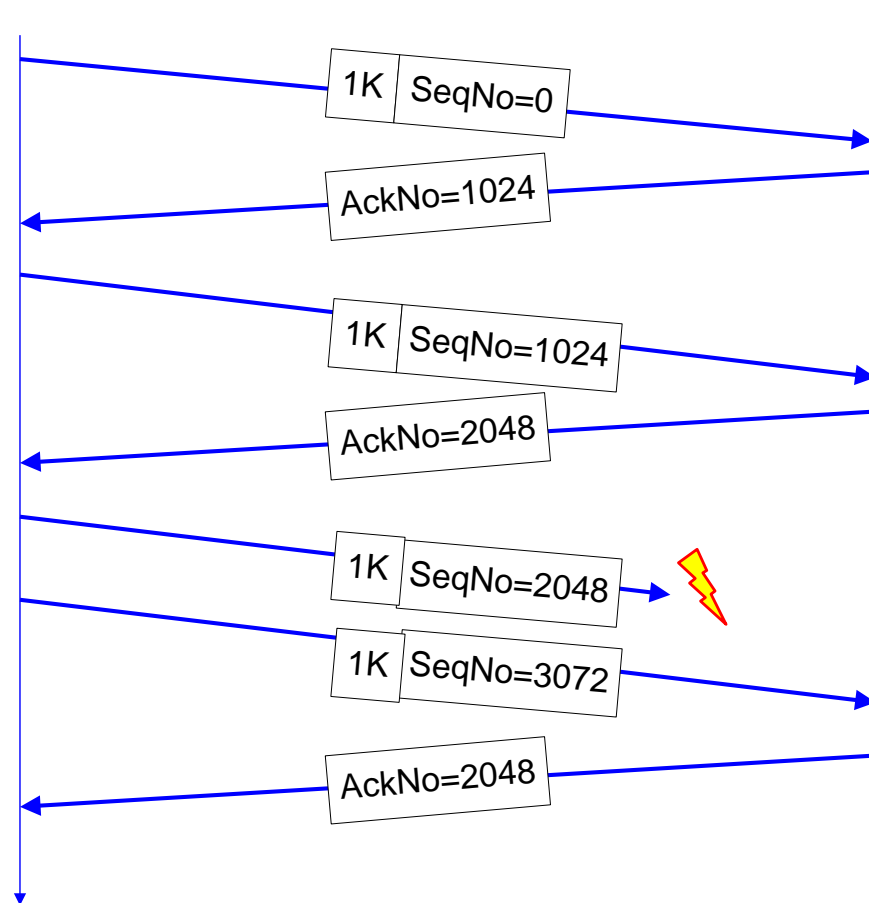 1K SeqNo=0
AckNo=1024
1K SeqNo=1024
AckNo=2048
1K SeqNo=2048
1K SeqNo=3072
AckNo=2048